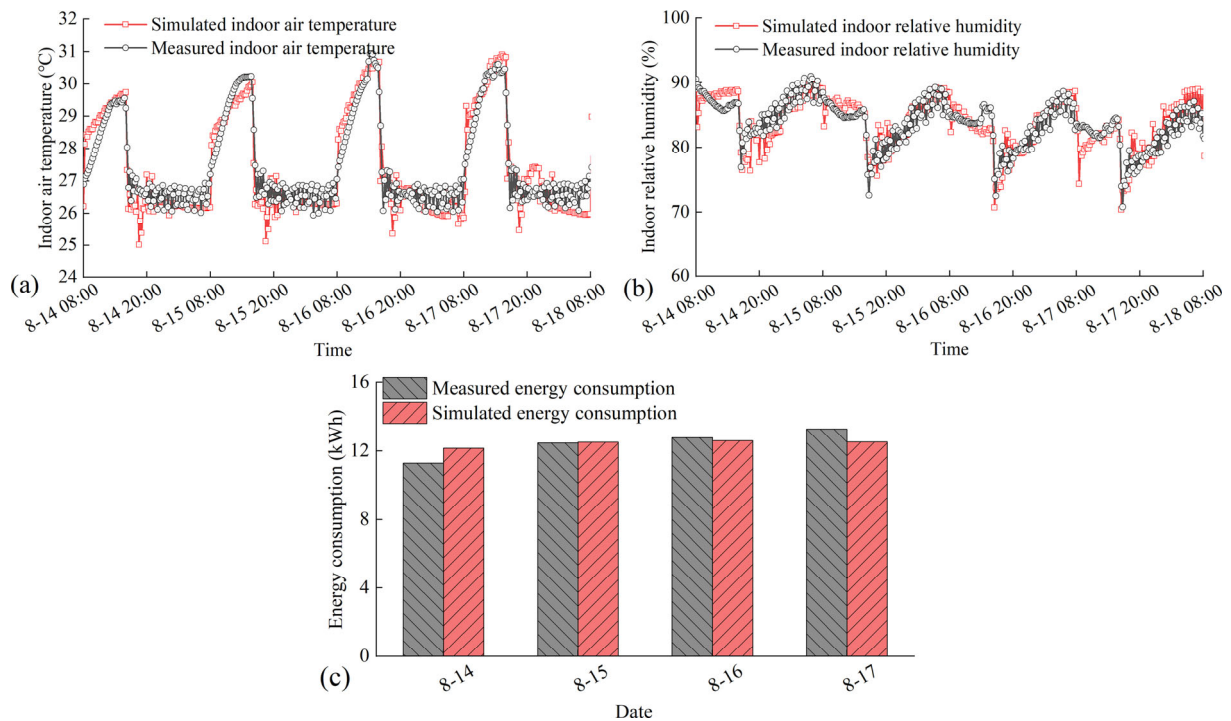 Simulated indoor air temperature
Measured indoor air temperature
Indoor air temperature (℃)
32
31
30
29
28
27
26
25
24
8-14 08:00
8-14 20:00
8-15 08:00
8-15 20:00
8-16 08:00
8-16 20:00
8-17 08:00
8-17 20:00
8-18 08:00
Time
(a)
Simulated indoor relative humidity
Measured indoor relative humidity
Indoor relative humidity (%)
100
90
80
70
60
8-14 08:00
8-14 20:00
8-15 08:00
8-15 20:00
8-16 08:00
8-16 20:00
8-17 08:00
8-17 20:00
8-18 08:00
Time
(b)
Measured energy consumption
Simulated energy consumption
Energy consumption (kWh)
16
12
8
4
0
8-14
8-15
8-16
8-17
Date
(c)